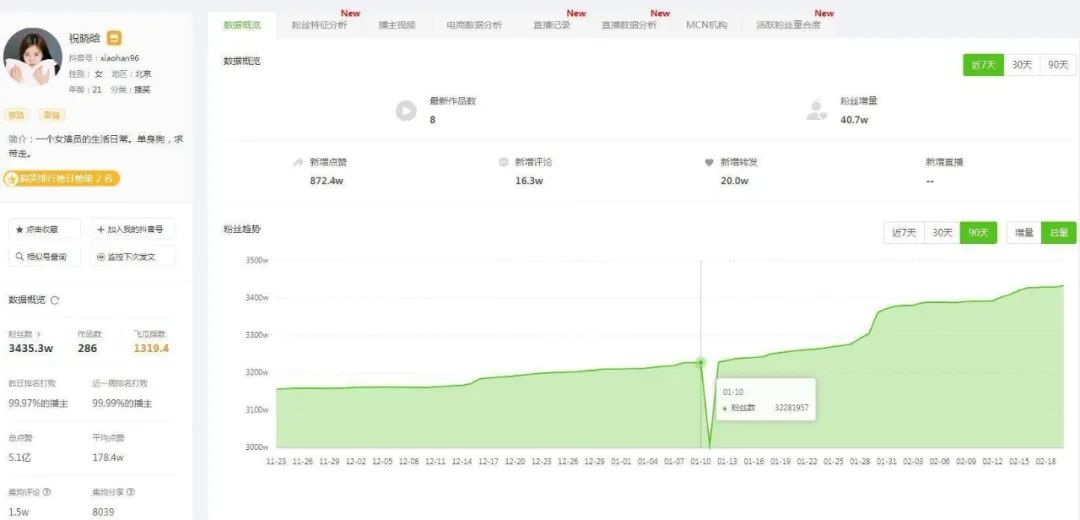 祝晓晗
抖音号：xiaohan96
性别：女 地区：北京
年龄：21 分类：搞笑
简介：一个女演员的生活日常。单身狗，求
带走。
搞笑排行榜日榜第 2 名
点击收藏
加入我的抖音号
相似号查询
监控下次发文
数据概览
粉丝数 >
作品数
飞瓜指数
3435.3w
286
1319.4
昨日排名打败
近一周排名打败
99.97%的播主
99.99%的播主
总点赞
平均点赞
5.1亿
178.4w
集均评论
集均分享
1.5w
8039
数据概览
粉丝特征分析
New
播主视频
电商数据分析
直播记录
New
直播数据分析
New
MCN机构
活跃粉丝重合度
New
数据概览
近7天
30天
90天
最新作品数
8
粉丝增量
40.7w
新增点赞
872.4w
新增评论
16.3w
新增转发
20.0w
新增直播
--
粉丝趋势
近7天
30天
90天
增量
总量
3500w
3400w
3300w
3200w
3100w
3000w
01-10
粉丝数 32281957
11-23 11-26 11-29 12-02 12-05 12-08 12-11 12-14 12-17 12-20 12-23 12-26 12-29 01-01 01-04 01-07 01-10 01-13 01-16 01-19 01-22 01-25 01-28 01-31 02-03 02-06 02-09 02-12 02-15 02-18